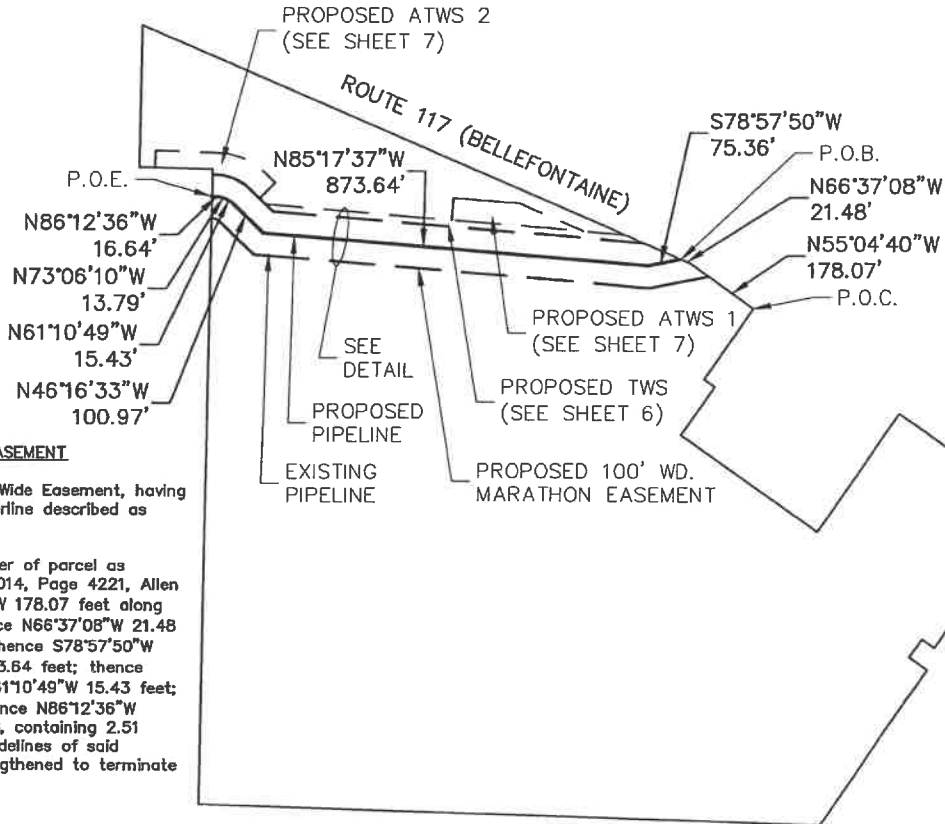 PROPOSED ATWS 2
(SEE SHEET 7)
ROUTE 117 (BELLEFONTAINE)
S78°57'50"W
75.36'
P.O.B.
N85°17'37"W
873.64'
P.O.E.
N66°37'08"W
21.48'
N86°12'36"W
16.64'
N55°04'40"W
178.07'
N73°06'10"W
13.79'
P.O.C.
N61°10'49"W
15.43'
PROPOSED ATWS 1
(SEE SHEET 7)
SEE
DETAIL
N46°16'33"W
100.97'
PROPOSED TWS
(SEE SHEET 6)
PROPOSED
PIPELINE
EXISTING
PIPELINE
PROPOSED 100' WD.
MARATHON EASEMENT
ASEMENT
Wide Easement, having
rline described as
er of parcel as
014, Page 4221, Allen
W 178.07 feet along
ce N66°37'08"W 21.48
thence S78°57'50"W
3.64 feet; thence
61°10'49"W 15.43 feet;
nce N86°12'36"W
, containing 2.51
delines of said
gthened to terminate